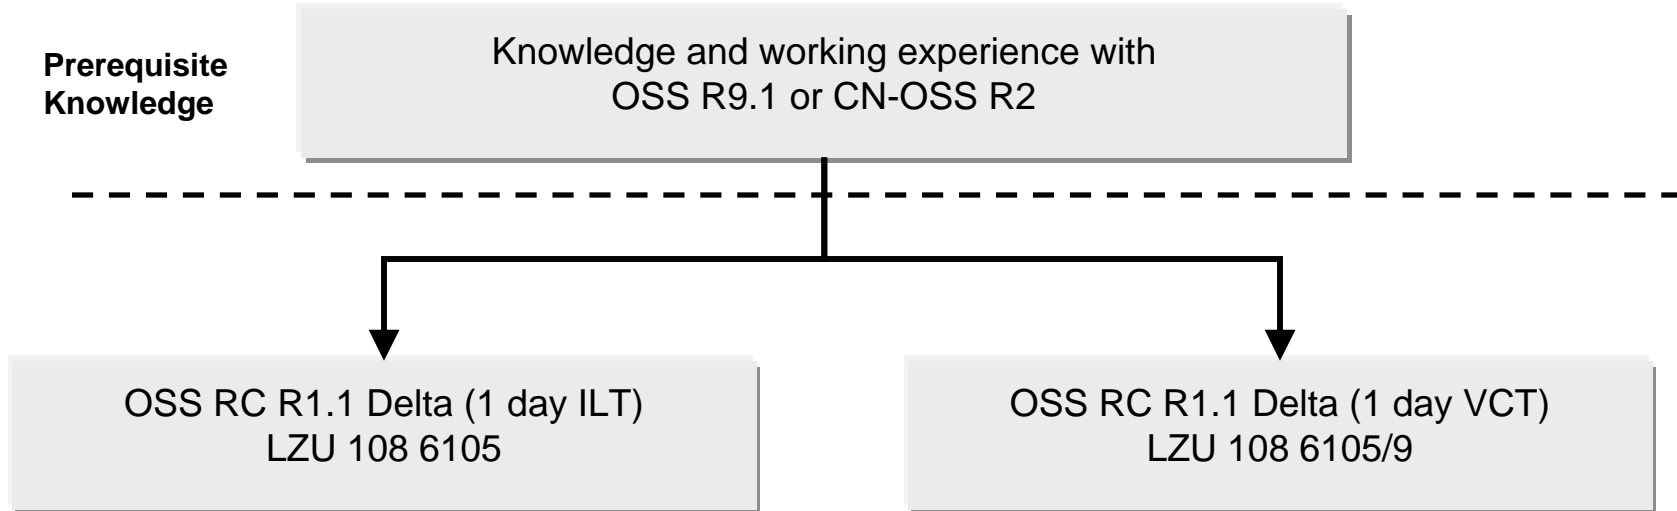 Prerequisite
Knowledge
Knowledge and working experience with
OSS R9.1 or CN-OSS R2
OSS RC R1.1 Delta (1 day ILT)
LZU 108 6105
OSS RC R1.1 Delta (1 day VCT)
LZU 108 6105/9